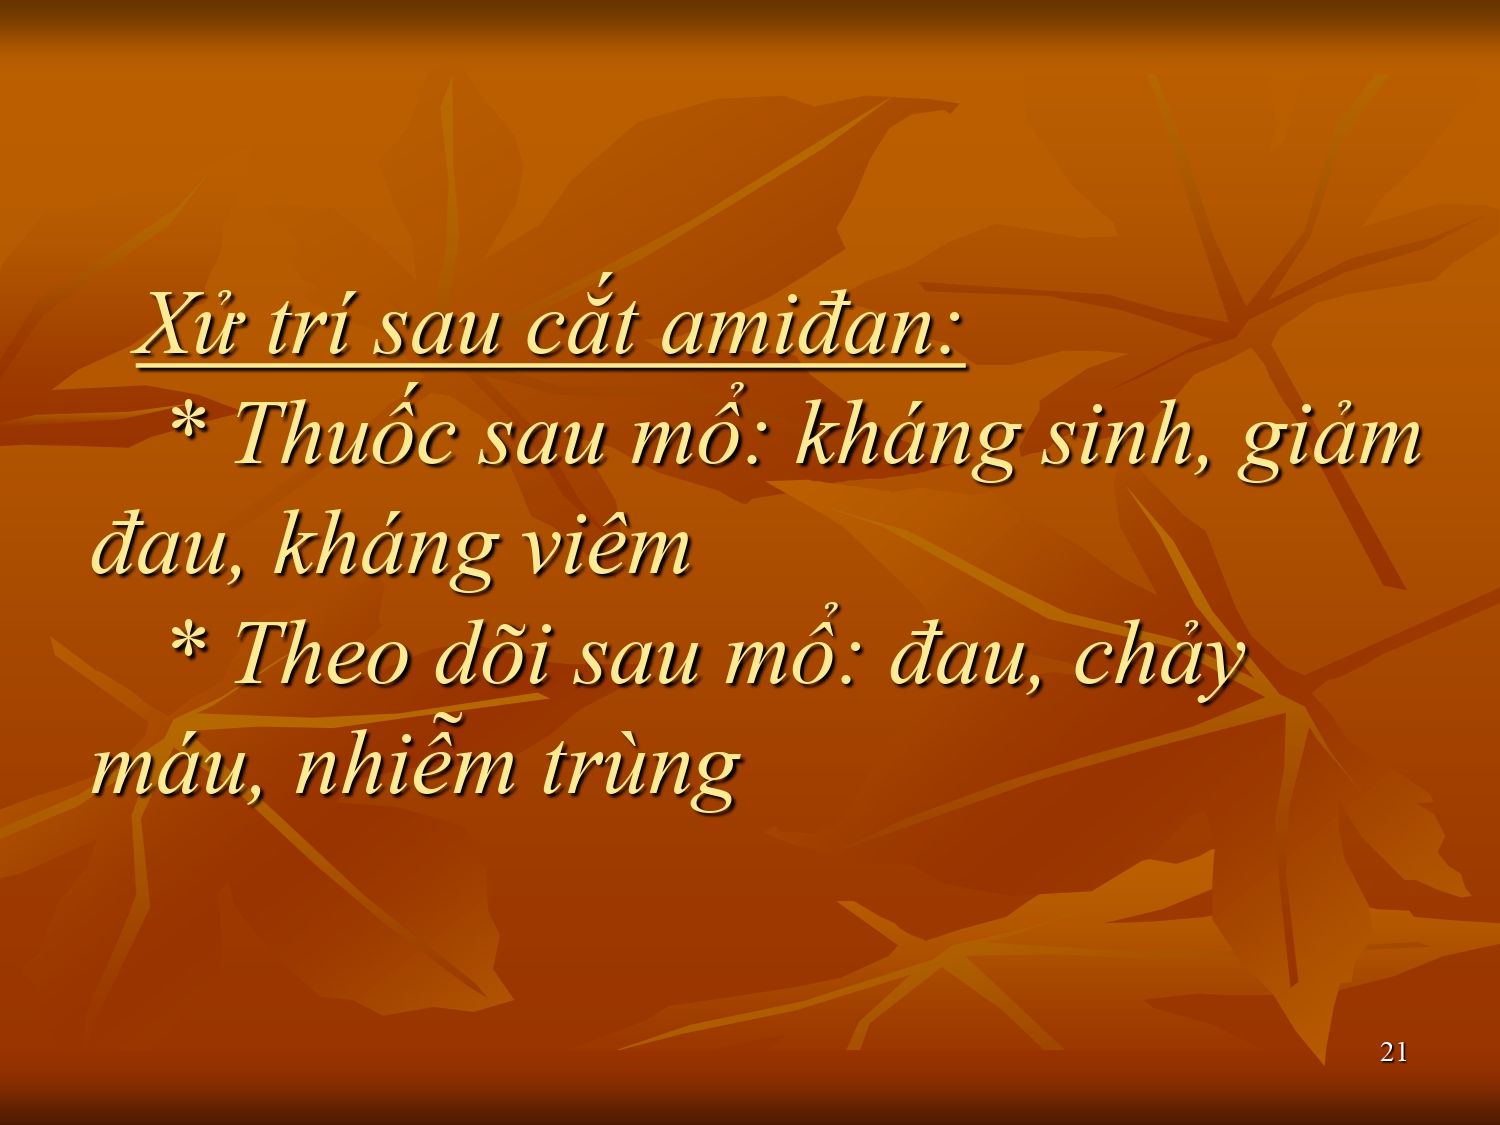 Xử trí sau cắt amiđan:
* Thuốc sau mổ: kháng sinh, giảm
đau, kháng viêm
* Theo dõi sau mổ: đau, chảy
máu, nhiễm trùng
21